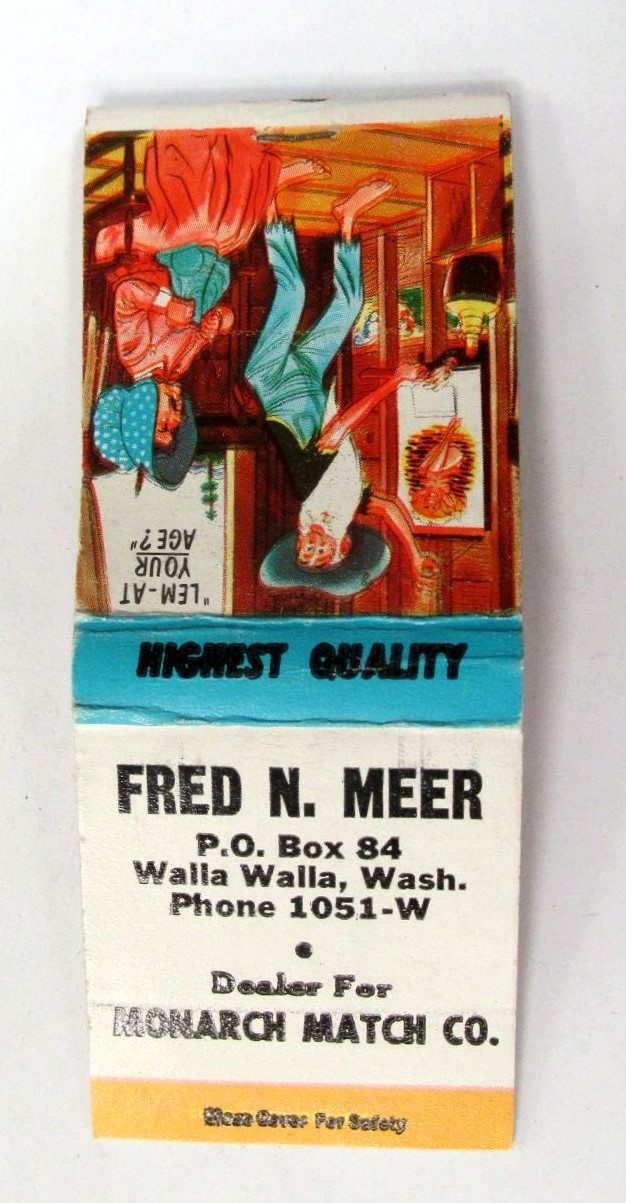 "LEM-AT
YOUR
AGE?"
HIGHEST QUALITY
FRED N. MEER
P.O. Box 84
Walla Walla, Wash.
Phone 1051-W
•
Dealer For
MONARCH MATCH CO.
Close Cover For Safety